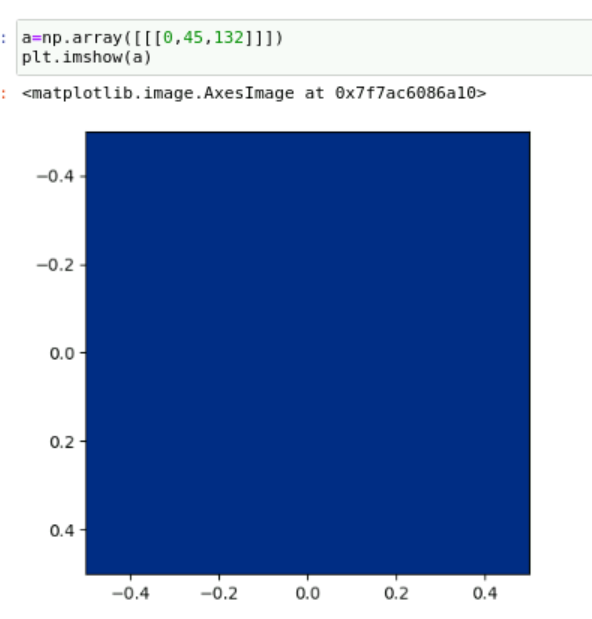 : a=np.array([[[0,45,132]]])
plt.imshow(a)
: <matplotlib.image.AxesImage at 0x7f7ac6086a10>
−0.4
−0.2
0.0
0.2
0.4
−0.4 −0.2 0.0 0.2 0.4